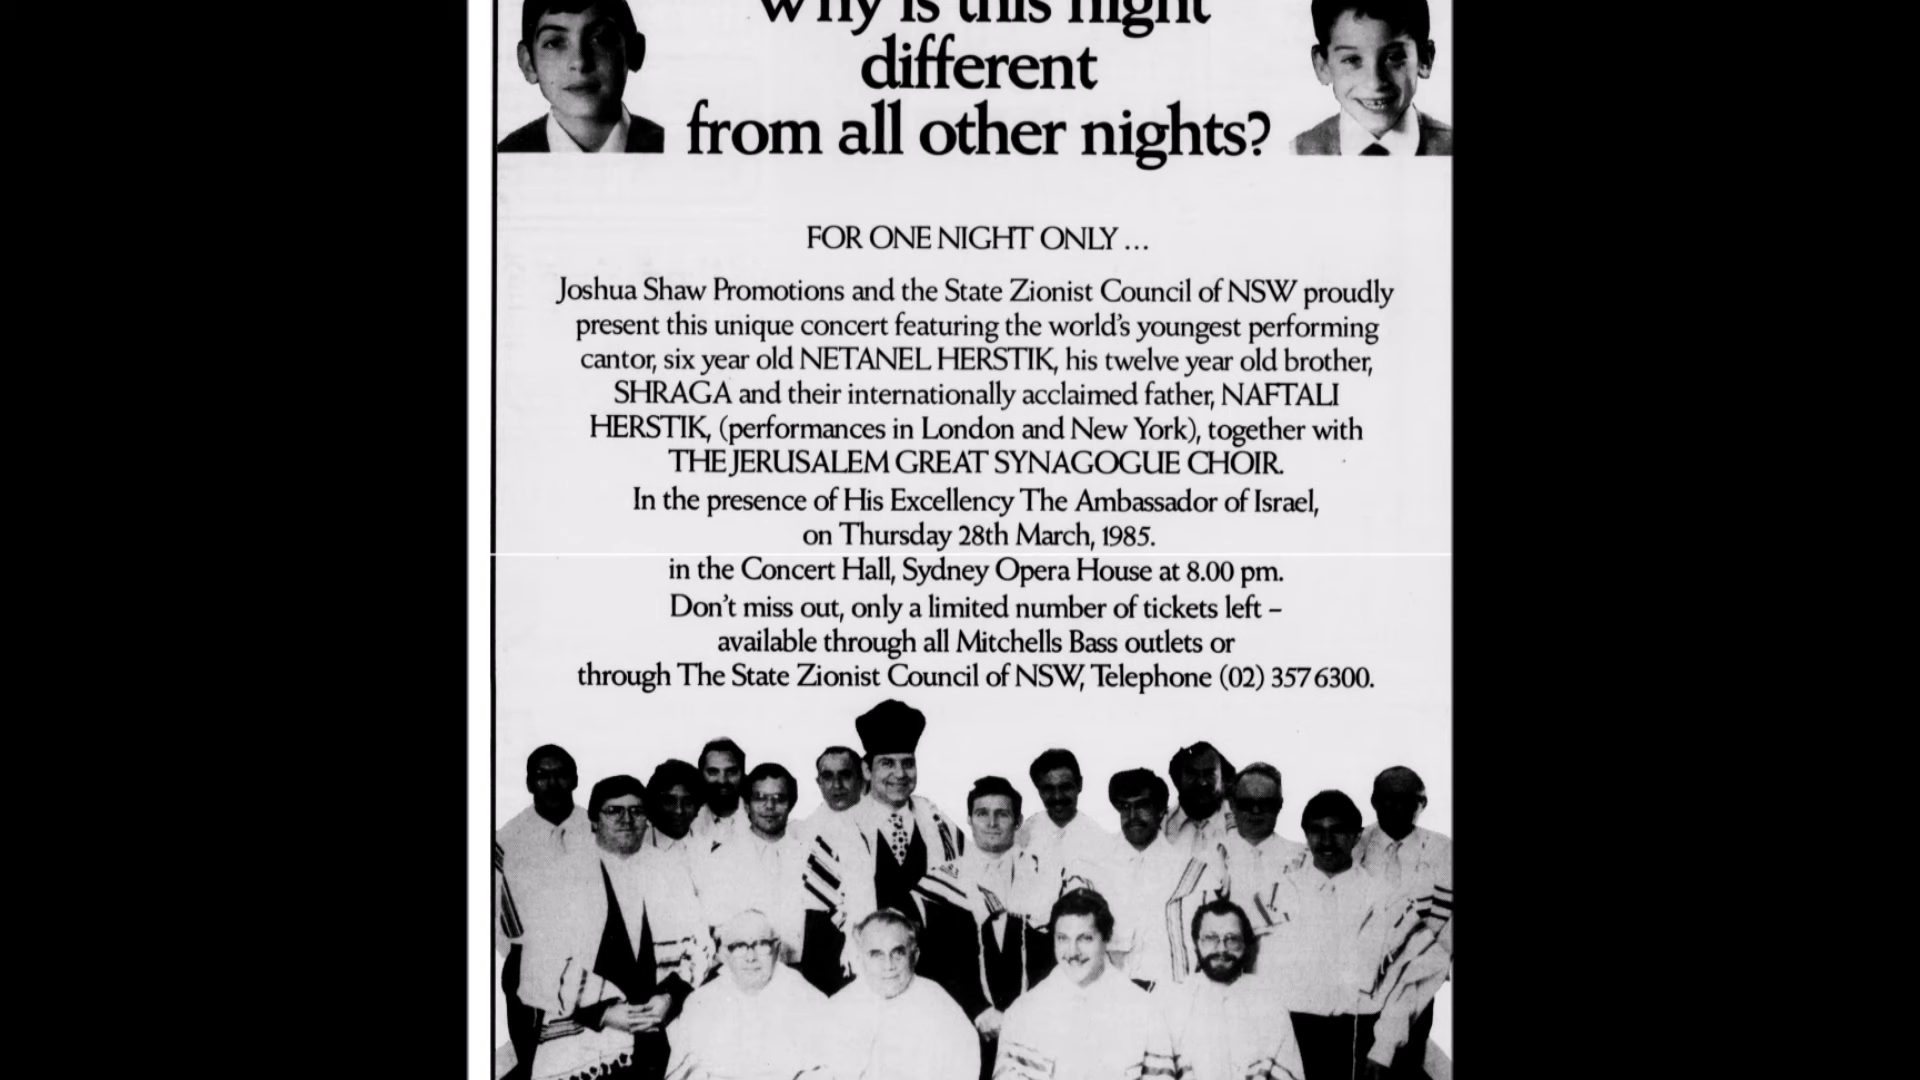 Why is this night
different
from all other nights?
FOR ONE NIGHT ONLY ...
Joshua Shaw Promotions and the State Zionist Council of NSW proudly
present this unique concert featuring the world's youngest performing
cantor, six year old NETANEL HERSTIK, his twelve year old brother,
SHRAGA and their internationally acclaimed father, NAFTALI
HERSTIK, (performances in London and New York), together with
THE JERUSALEM GREAT SYNAGOGUE CHOIR.
In the presence of His Excellency The Ambassador of Israel,
on Thursday 28th March, 1985.
in the Concert Hall, Sydney Opera House at 8.00 pm.
Don't miss out, only a limited number of tickets left –
available through all Mitchells Bass outlets or
through The State Zionist Council of NSW, Telephone (02) 357 6300.